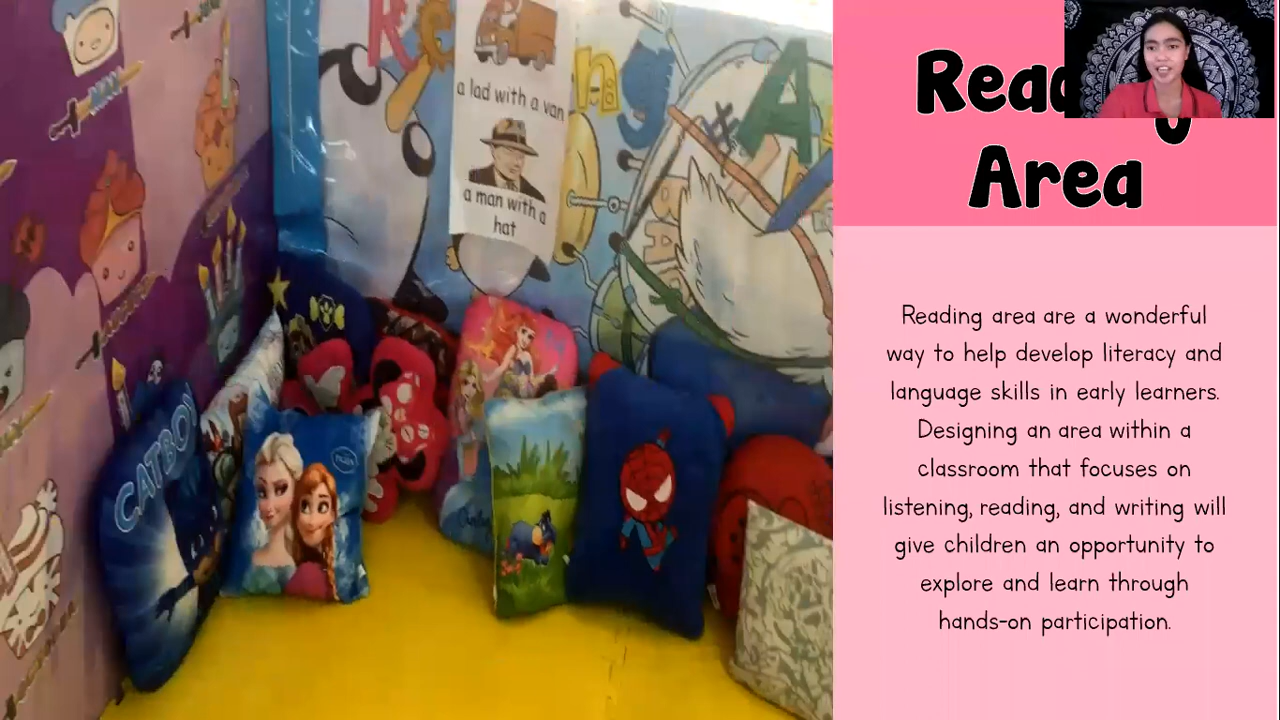 a lad with a van
a man with a
hat
CATBOY
FROZEN
Area
Reading area are a wonderful
way to help develop literacy and
language skills in early learners.
Designing an area within a
classroom that focuses on
listening, reading, and writing will
give children an opportunity to
explore and learn through
hands-on participation.